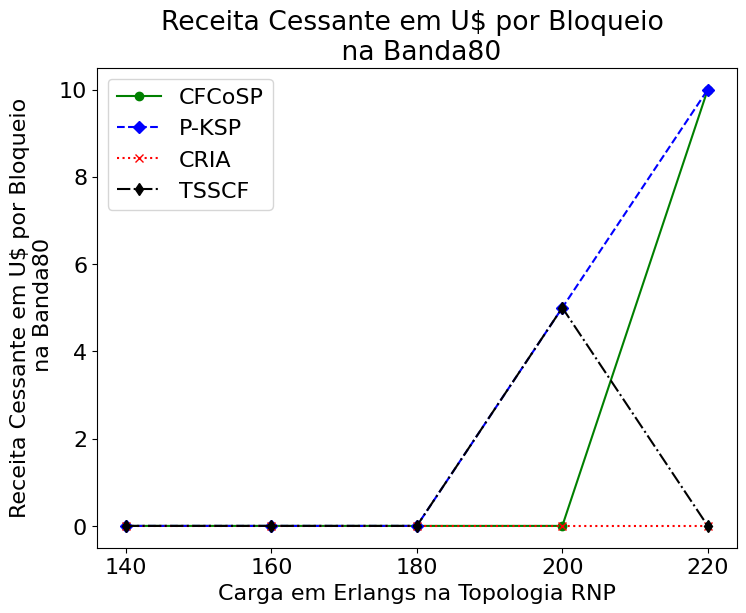 Receita Cessante em U$ por Bloqueio
na Banda80
CFCoSP
P-KSP
CRIA
TSSCF
Receita Cessante em U$ por Bloqueio
na Banda80
10
8
6
4
2
0
140 160 180 200 220
Carga em Erlangs na Topologia RNP